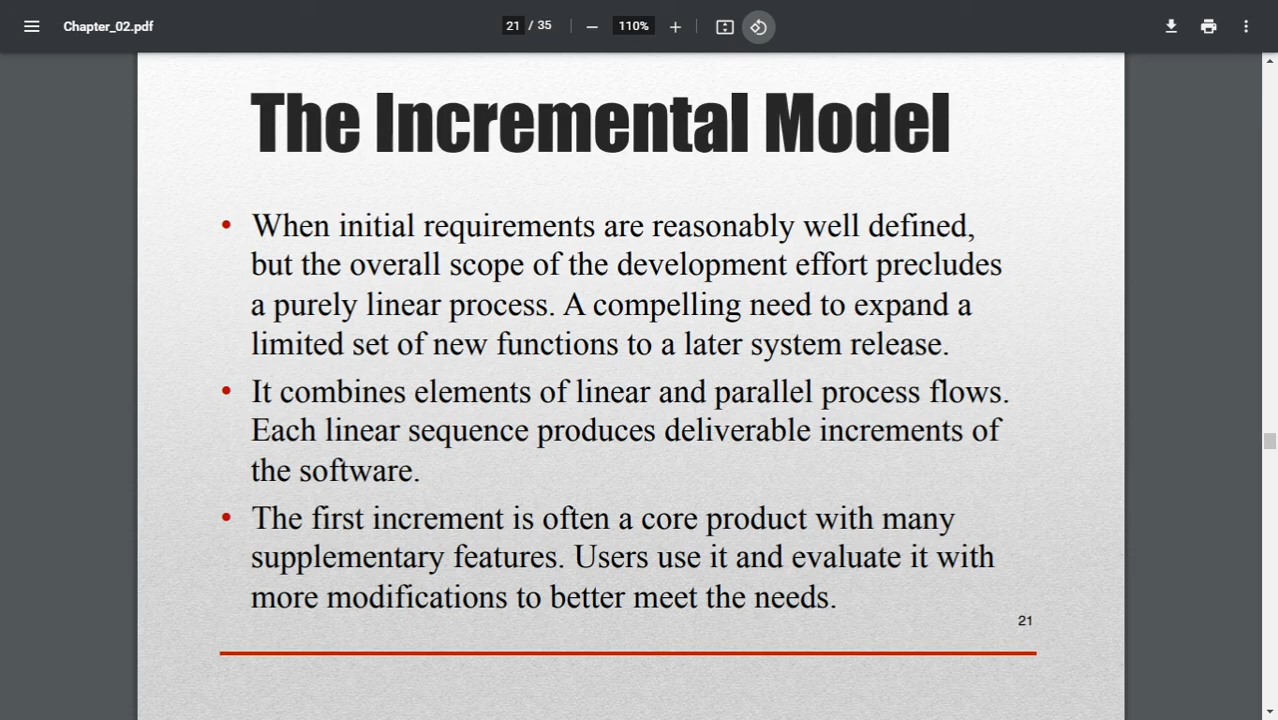 Chapter_02.pdf
21 / 35
110%
The Incremental Model
• When initial requirements are reasonably well defined,
but the overall scope of the development effort precludes
a purely linear process. A compelling need to expand a
limited set of new functions to a later system release.
• It combines elements of linear and parallel process flows.
Each linear sequence produces deliverable increments of
the software.
• The first increment is often a core product with many
supplementary features. Users use it and evaluate it with
more modifications to better meet the needs.
21